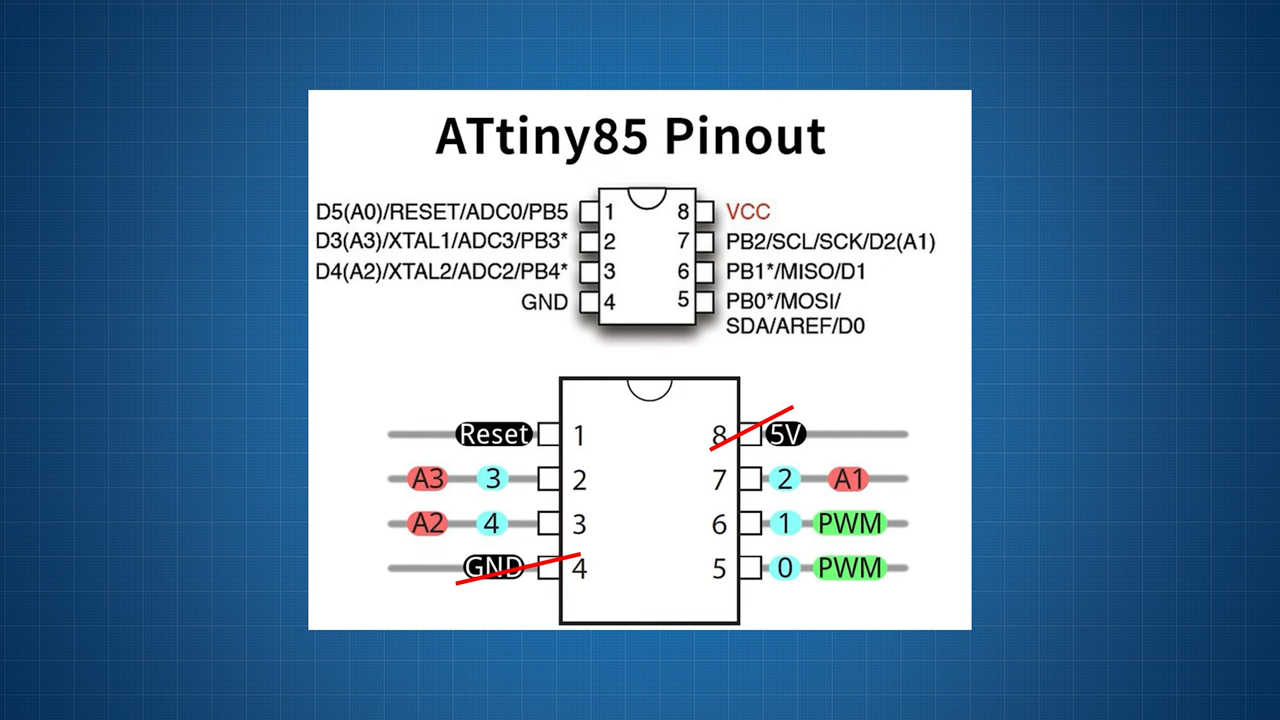 ATtiny85 Pinout
D5(A0)/RESET/ADC0/PB5 1 8 VCC
D3(A3)/XTAL1/ADC3/PB3* 2 7 PB2/SCL/SCK/D2(A1)
D4(A2)/XTAL2/ADC2/PB4* 3 6 PB1*/MISO/D1
GND 4 5 PB0*/MOSI/
SDA/AREF/D0
Reset 1 8 5V
A3 3 2 7 2 A1
A2 4 3 6 1 PWM
GND 4 5 0 PWM